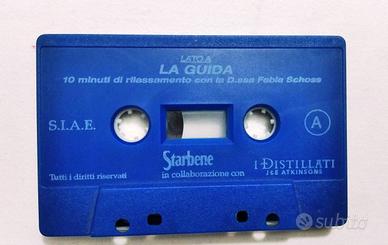 LATO A
LA GUIDA
10 minuti di rilassamento con la D.ssa Fabia Schoss
S.I.A.E.
A
Starbene
Tutti i diritti riservati
in collaborazione con
I DISTILLATI
J&E ATKINSONS
subito